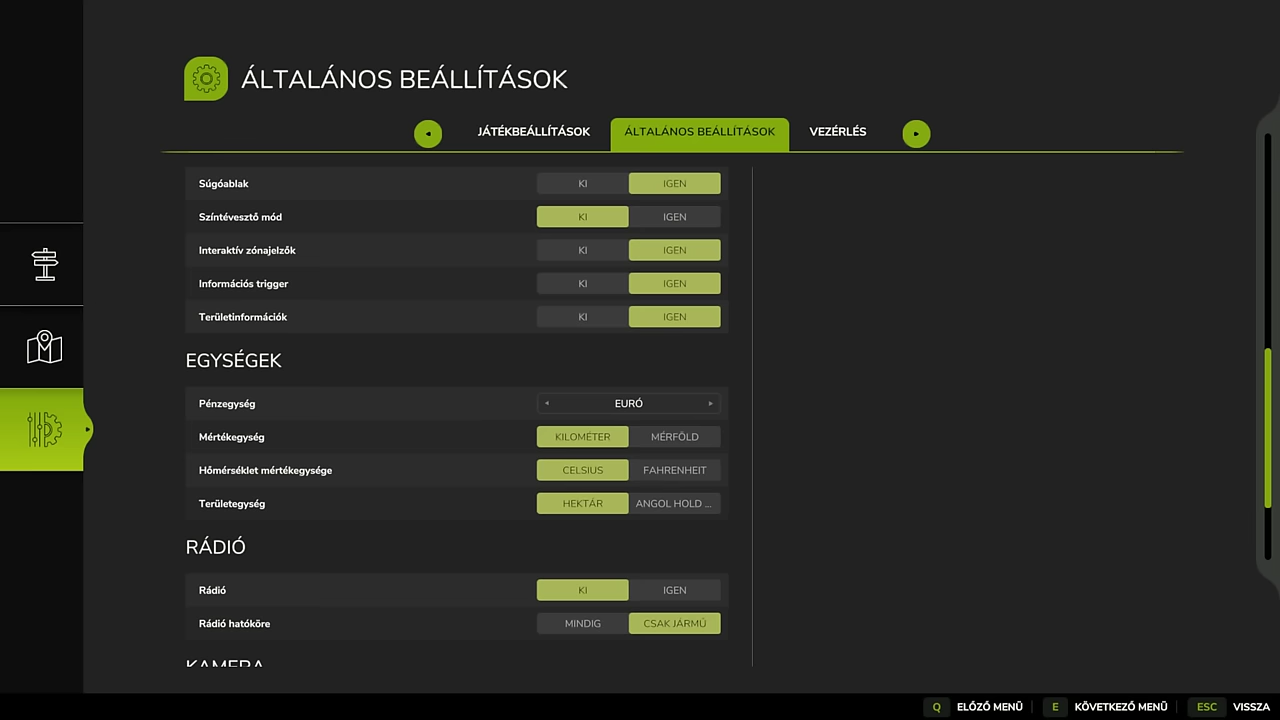 ÁLTALÁNOS BEÁLLÍTÁSOK
JÁTÉKBEÁLLÍTÁSOK ÁLTALÁNOS BEÁLLÍTÁSOK VEZÉRLÉS
Súgóablak KI IGEN
Színtévesztő mód KI IGEN
Interaktív zónajelzők KI IGEN
Információs trigger KI IGEN
Területinformációk KI IGEN
EGYSÉGEK
Pénzegység EURÓ
Mértékegység KILOMÉTER MÉRFÖLD
Hőmérséklet mértékegysége CELSIUS FAHRENHEIT
Területegység HEKTÁR ANGOL HOLD ...
RÁDIÓ
Rádió KI IGEN
Rádió hatóköre MINDIG CSAK JÁRMŰ
KAMERA
Q ELŐZŐ MENÜ E KÖVETKEZŐ MENÜ ESC VISSZA